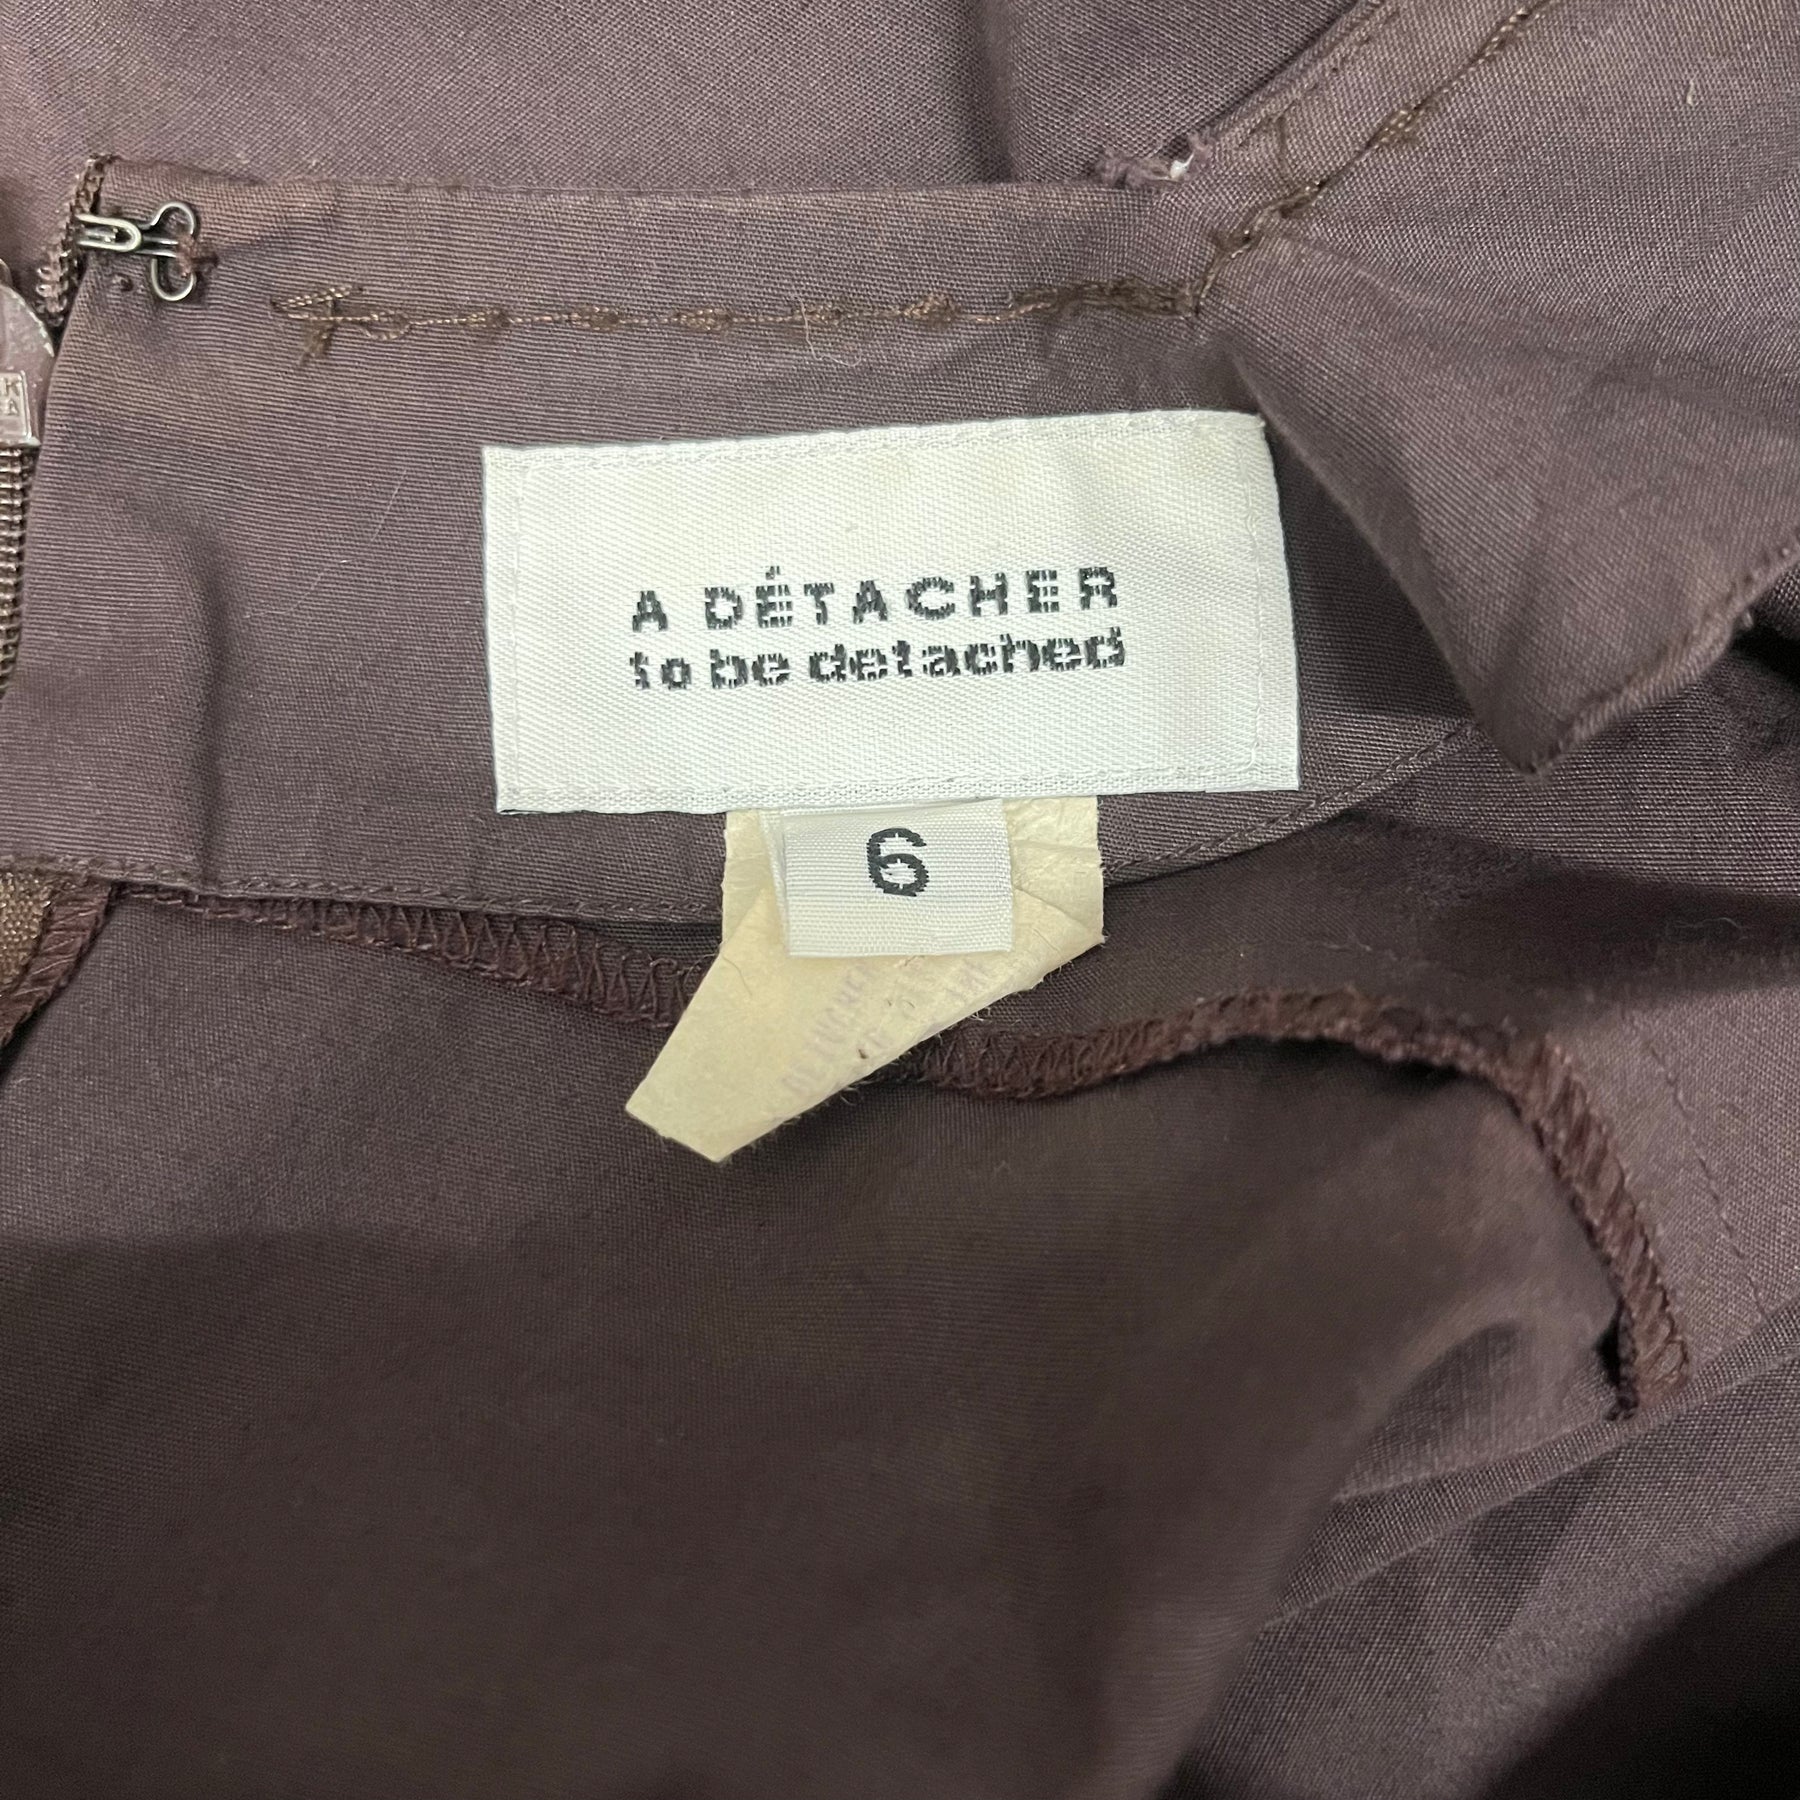 A DÉTACHER
to be detached
6